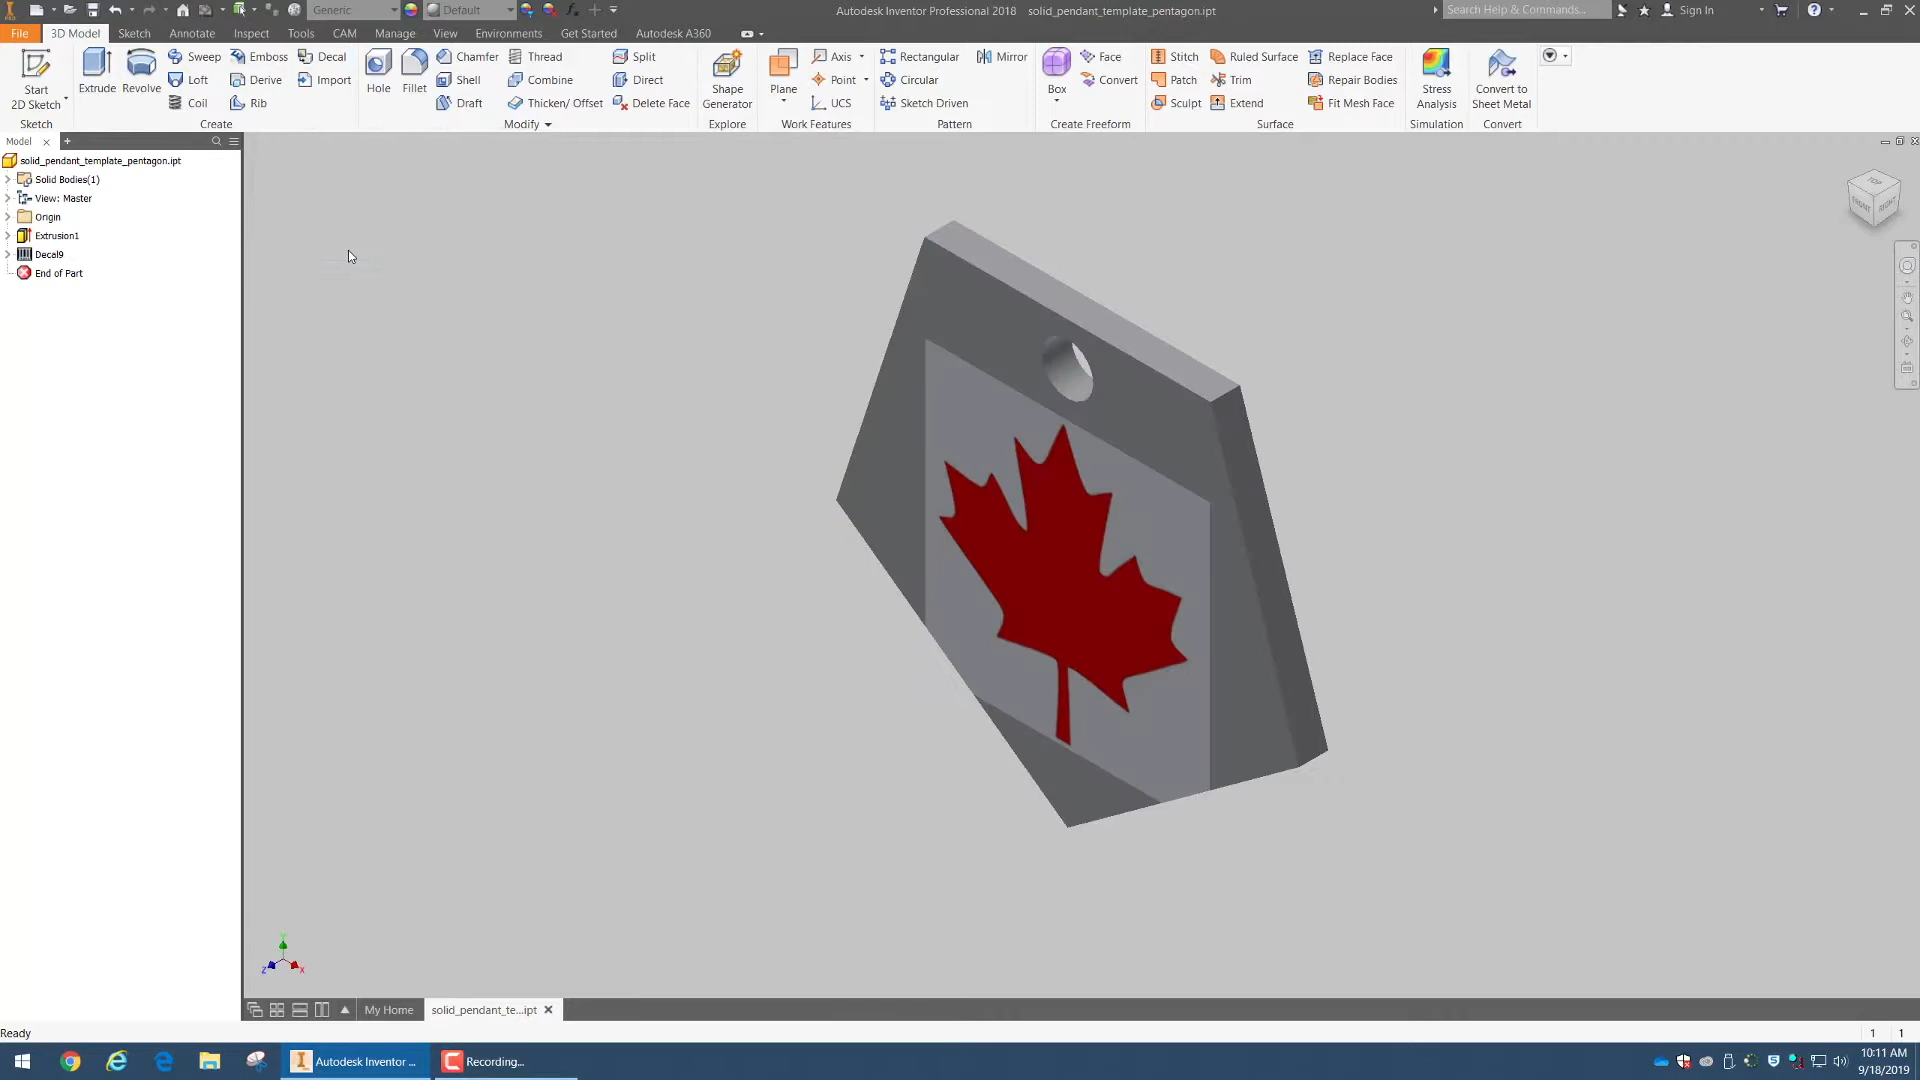 Generic Default Autodesk Inventor Professional 2018 solid_pendant_template_pentagon.ipt Search Help & Commands... Sign In
File 3D Model Sketch Annotate Inspect Tools CAM Manage View Environments Get Started Autodesk A360
Start 2D Sketch
Sketch
Extrude Revolve
Sweep Emboss Decal
Loft Derive Import
Coil Rib
Create
Hole Fillet
Chamfer Thread Split
Shell Combine Direct
Draft Thicken/ Offset Delete Face
Modify
Shape Generator
Explore
Plane
Axis
Point
UCS
Work Features
Rectangular Mirror
Circular
Sketch Driven
Pattern
Box
Face
Convert
Create Freeform
Stitch Ruled Surface Replace Face
Patch Trim Repair Bodies
Sculpt Extend Fit Mesh Face
Surface
Stress Analysis
Simulation
Convert to Sheet Metal
Convert
Model
solid_pendant_template_pentagon.ipt
Solid Bodies(1)
View: Master
Origin
Extrusion1
Decal9
End of Part
TOP
FRONT RIGHT
Y
Z X
My Home solid_pendant_te...ipt
Ready 1 1
Autodesk Inventor ... Recording...
10:11 AM
9/18/2019